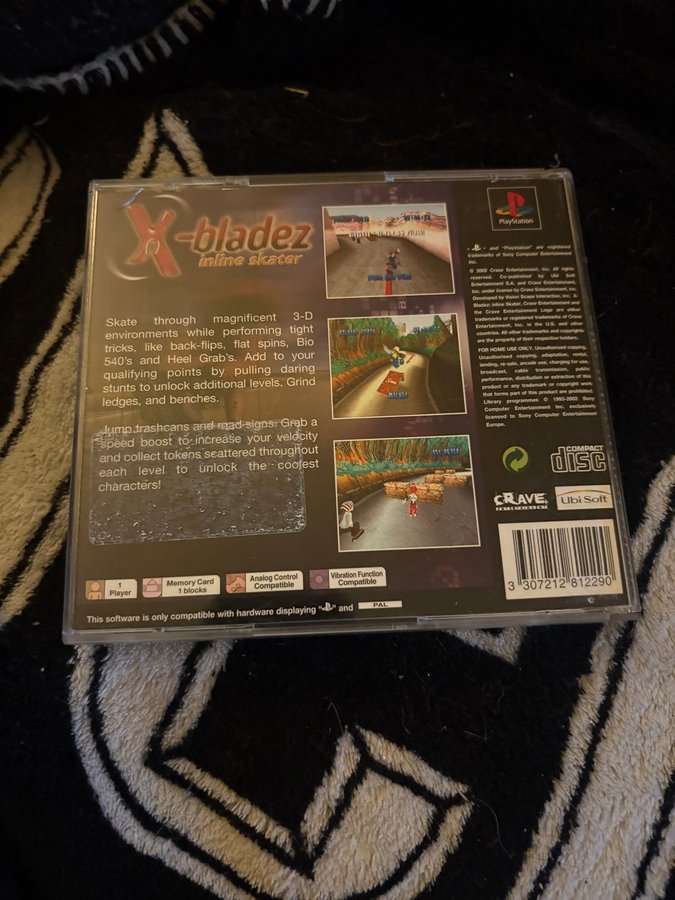 X-bladez
inline skater
Skate through magnificent 3-D
environments while performing tight
tricks, like back-flips, flat spins, Bio
540's and Heel Grab's. Add to your
qualifying points by pulling daring
stunts to unlock additional levels. Grind
ledges, and benches.
Jump trashcans and road signs. Grab a
speed boost to increase your velocity
and collect tokens scattered throughout
each level to unlock the coolest
characters!
PlayStation
" " and "Playstation" are registered
trademarks of Sony Computer Entertainment
Inc.
© 2002 Crave Entertainment, Inc. All rights
reserved. Co-published by Ubi Soft
Entertainment S.A. and Crave Entertainment,
Inc. under license by Crave Entertainment, Inc.
Developed by Vision Scape Interactive, Inc. X-
Bladez: Inline Skater, Crave Entertainment and
the Crave Entertainment Logo are either
trademarks or registered trademarks of Crave
Entertainment, Inc. in the U.S. and other
countries. All other trademarks and copyrights
are the property of their respective holders.
FOR HOME USE ONLY. Unauthorised copying,
Unauthorised copying, adaptation, rental,
lending, re-sale, arcade use, charging for use,
broadcast, cable transmission, public
performance, distribution or extraction of this
product or any trademark or copyright work
that forms part of this product are prohibited.
Library programmes © 1993-2002 Sony
Computer Entertainment Inc. exclusively
licensed to Sony Computer Entertainment
Europe.
COMPACT
disc
CRAVE
ENTERTAINMENT
Ubi Soft
3 307212 812290
1
Player
Memory Card
1 blocks
Analog Control
Compatible
Vibration Function
Compatible
This software is only compatible with hardware displaying " " and PAL